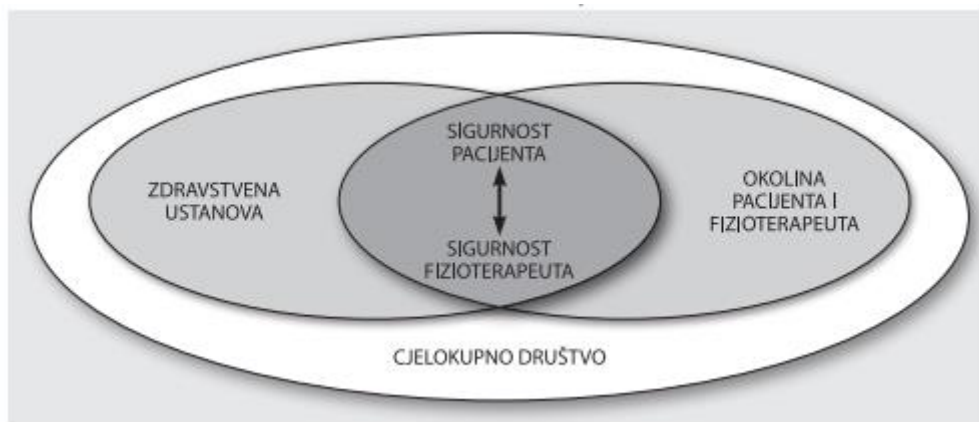 SIGURNOST
PACIJENTA
ZDRAVSTVENA
USTANOVA
OKOLINA
PACIJENTA I
FIZIOTERAPEUTA
SIGURNOST
FIZIOTERAPEUTA
CJELOKUPNO DRUŠTVO